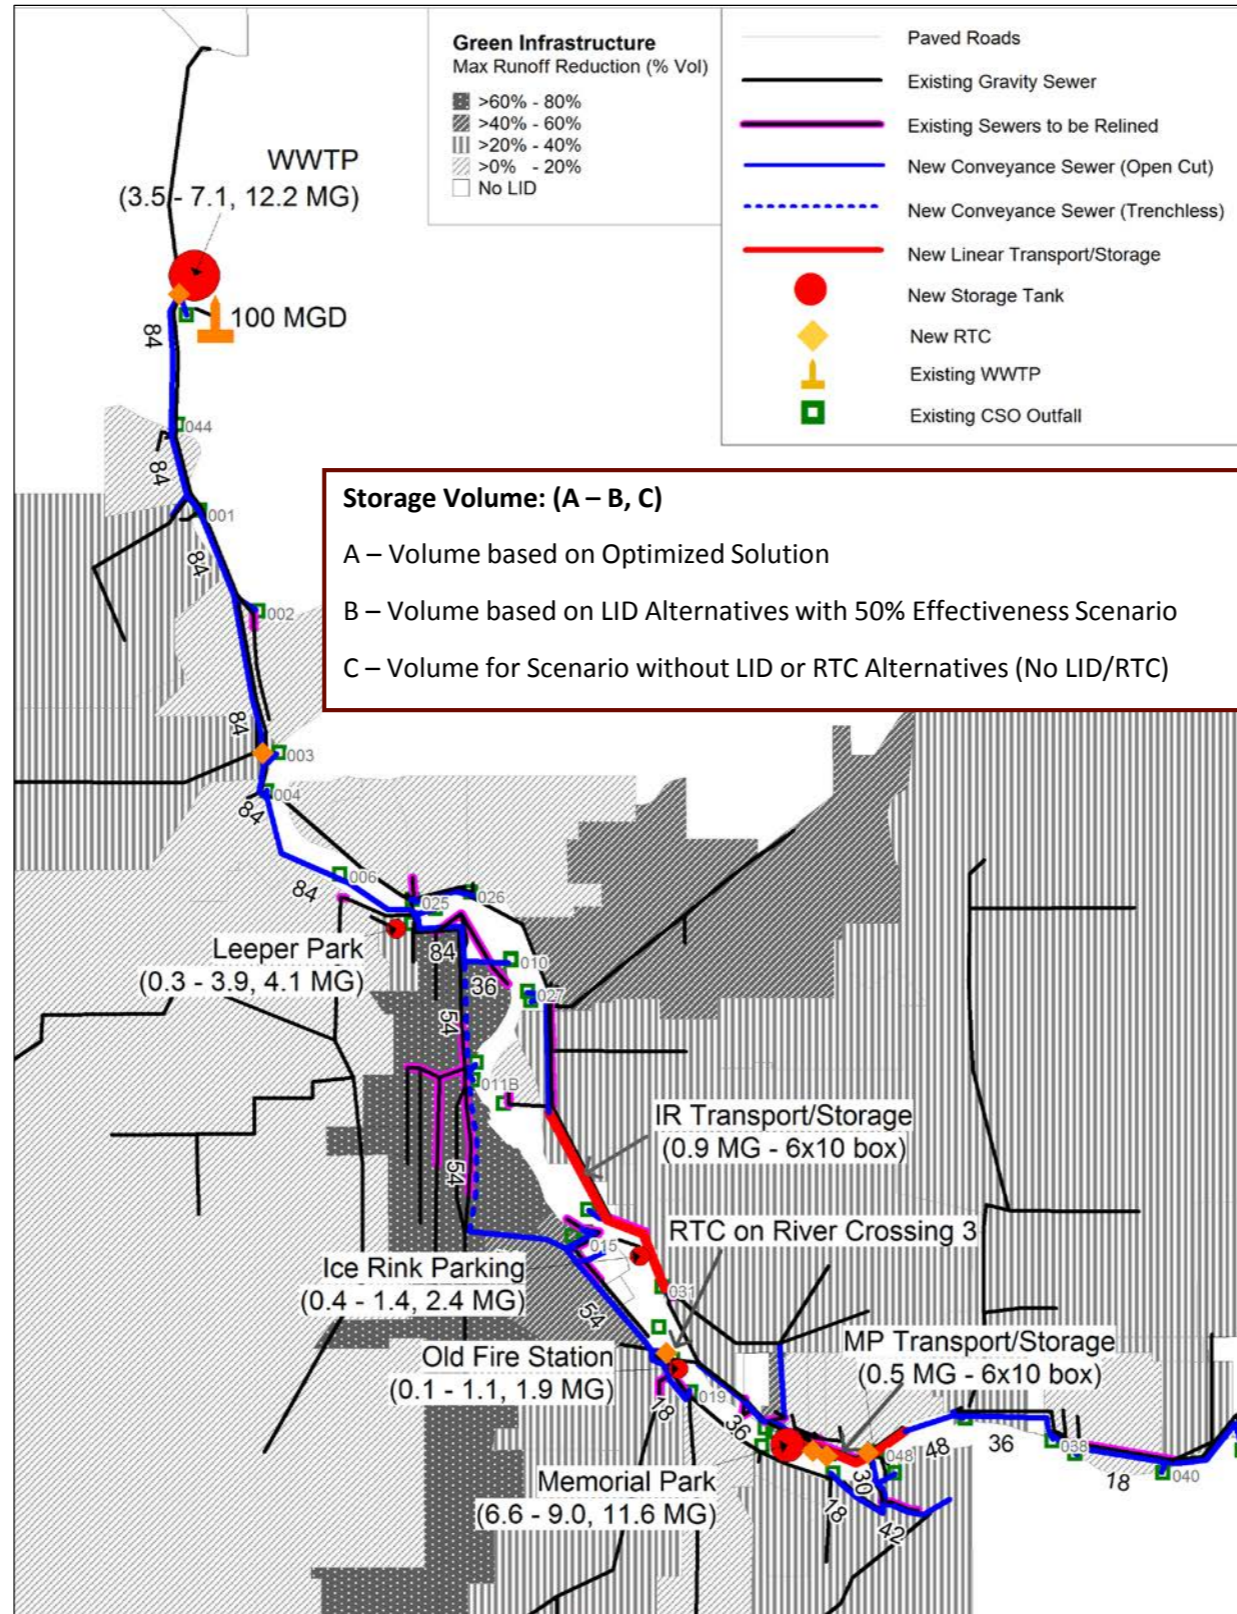 Green Infrastructure
Max Runoff Reduction (% Vol)
>60% - 80%
>40% - 60%
>20% - 40%
>0% - 20%
No LID
Paved Roads
Existing Gravity Sewer
Existing Sewers to be Relined
New Conveyance Sewer (Open Cut)
New Conveyance Sewer (Trenchless)
New Linear Transport/Storage
New Storage Tank
New RTC
Existing WWTP
Existing CSO Outfall
WWTP
(3.5 - 7.1, 12.2 MG)
100 MGD
84
044
84
001
84
002
Storage Volume: (A – B, C)
A – Volume based on Optimized Solution
B – Volume based on LID Alternatives with 50% Effectiveness Scenario
C – Volume for Scenario without LID or RTC Alternatives (No LID/RTC)
84
003
004
84
006
84
025
026
Leeper Park
(0.3 - 3.9, 4.1 MG)
84
010
36
027
54
011B
IR Transport/Storage
(0.9 MG - 6x10 box)
54
RTC on River Crossing 3
015
Ice Rink Parking
(0.4 - 1.4, 2.4 MG)
031
54
MP Transport/Storage
(0.5 MG - 6x10 box)
Old Fire Station
(0.1 - 1.1, 1.9 MG)
019
18
36
48
36
038
048
18
040
Memorial Park
(6.6 - 9.0, 11.6 MG)
30
18
42